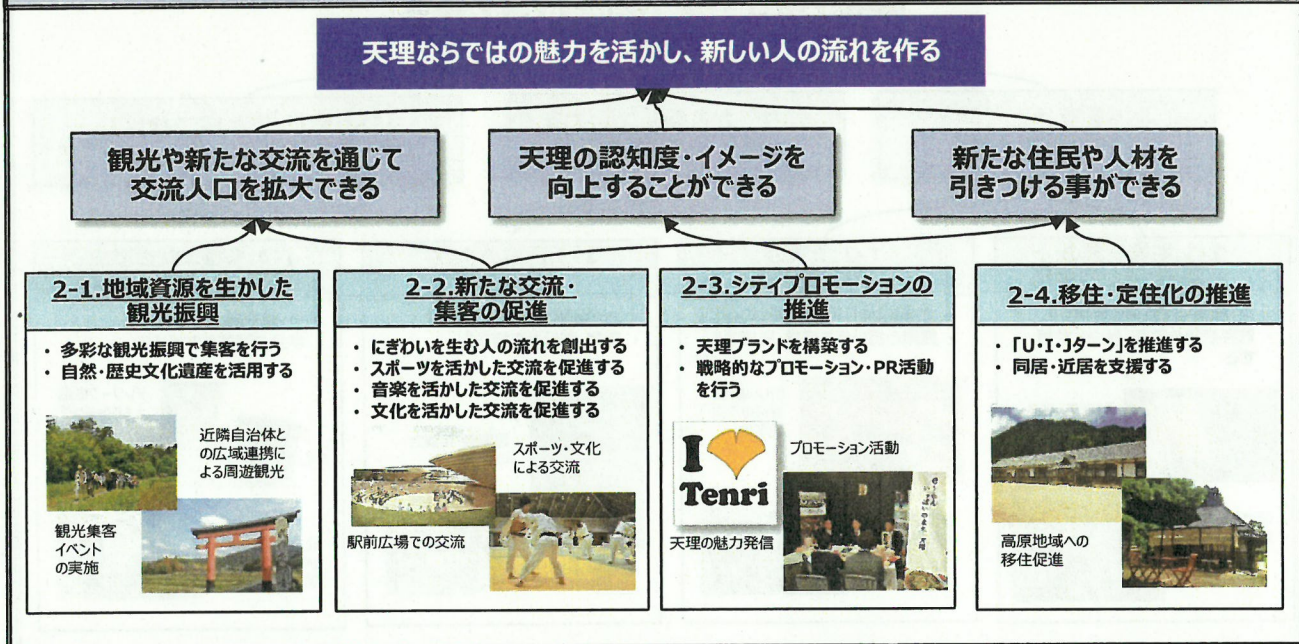 天理ならではの魅力を活かし、新しい人の流れを作る
観光や新たな交流を通じて
交流人口を拡大できる
天理の認知度・イメージを
向上することができる
新たな住民や人材を
引きつける事ができる
2-1.地域資源を生かした
観光振興
・ 多彩な観光振興で集客を行う
・ 自然・歴史文化遺産を活用する
近隣自治体と
の広域連携に
よる周遊観光
観光集客
イベント
の実施
2-2.新たな交流・
集客の促進
・ にぎわいを生む人の流れを創出する
・ スポーツを活かした交流を促進する
・ 音楽を活かした交流を促進する
・ 文化を活かした交流を促進する
スポーツ・文化
による交流
駅前広場での交流
2-3.シティプロモーションの
推進
・ 天理ブランドを構築する
・ 戦略的なプロモーション・PR活動
を行う
I
Tenri
プロモーション活動
天理の魅力発信
2-4.移住・定住化の推進
・ 「U・I・Jターン」を推進する
・ 同居・近居を支援する
高原地域への
移住促進